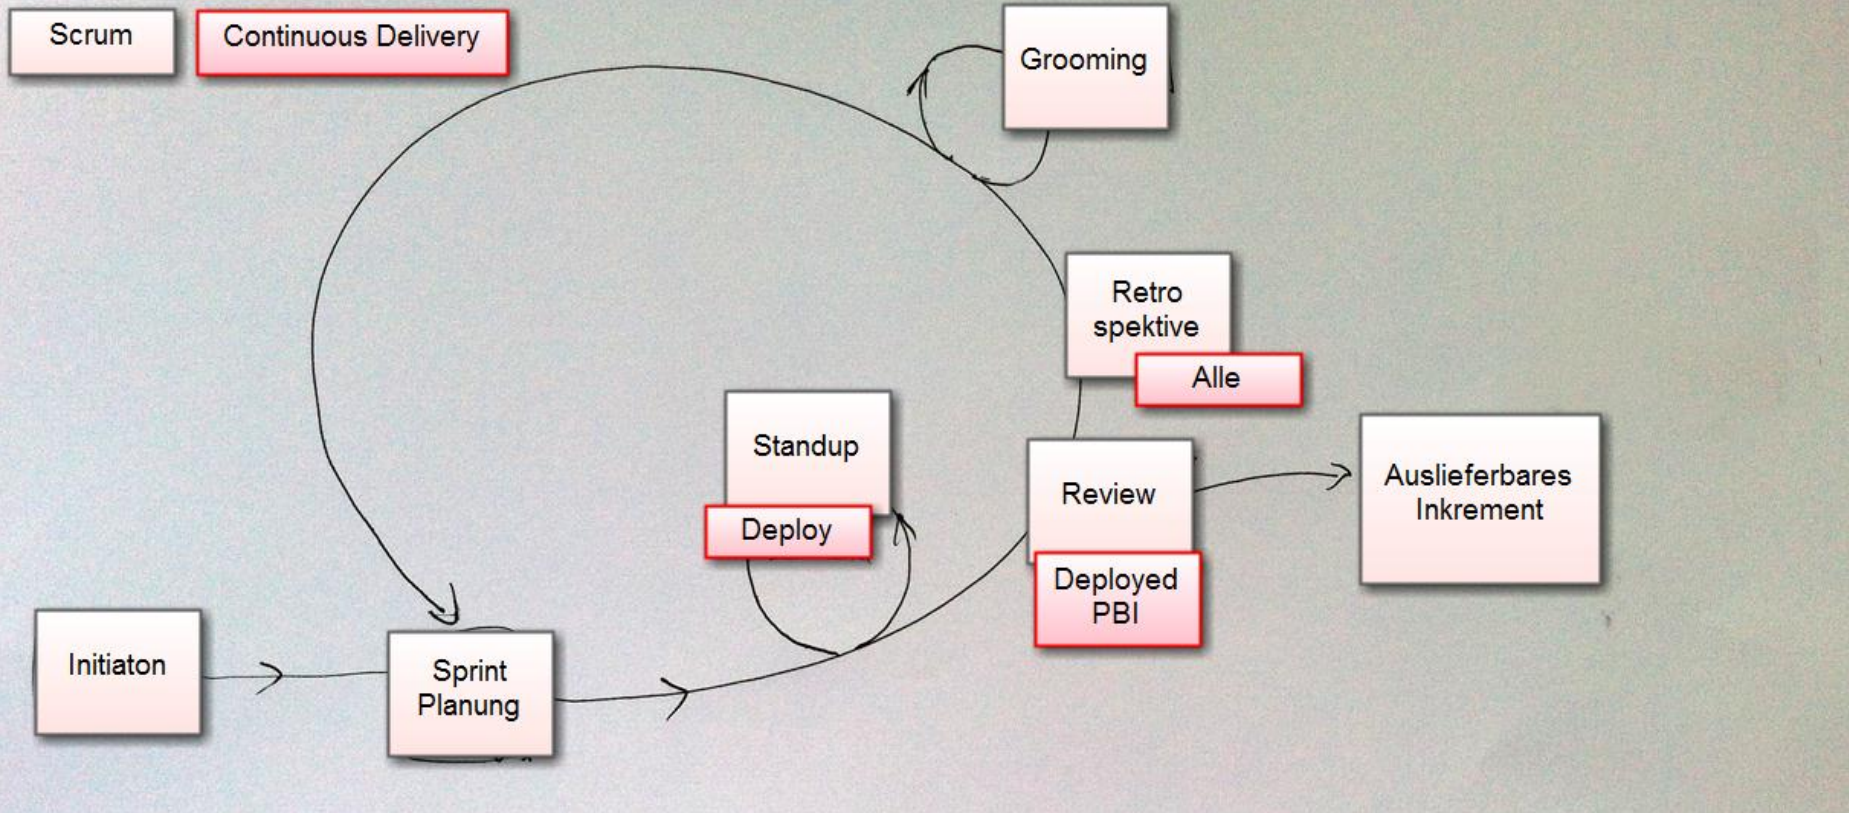 Scrum
Continuous Delivery
Grooming
Retro
spektive
Alle
Standup
Deploy
Review
Deployed
PBI
Auslieferbares
Inkrement
Initiaton
Sprint
Planung